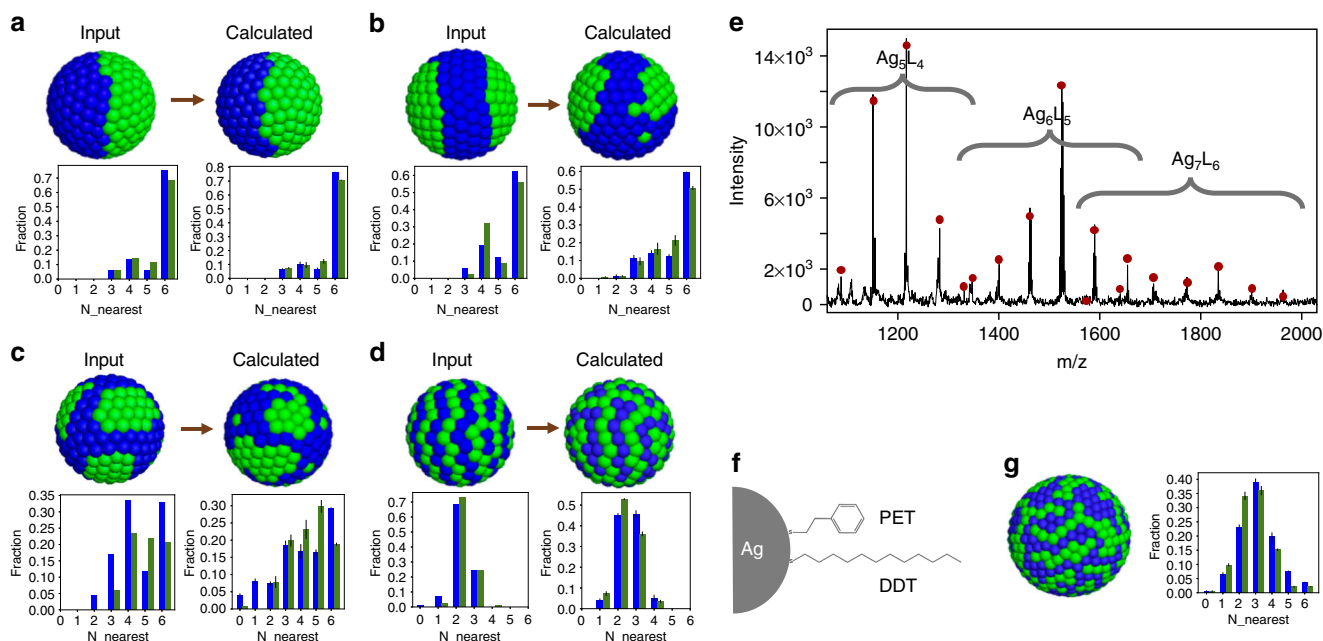 a
Input
Calculated
Fraction
0.7
0.6
0.5
0.4
0.3
0.2
0.1
0.0
0 1 2 3 4 5 6
N_nearest
Fraction
0.8
0.7
0.6
0.5
0.4
0.3
0.2
0.1
0.0
0 1 2 3 4 5 6
N_nearest
b
Input
Calculated
Fraction
0.6
0.5
0.4
0.3
0.2
0.1
0.0
0 1 2 3 4 5 6
N_nearest
Fraction
0.6
0.5
0.4
0.3
0.2
0.1
0.0
0 1 2 3 4 5 6
N_nearest
c
Input
Calculated
Fraction
0.35
0.30
0.25
0.20
0.15
0.10
0.05
0.00
0 1 2 3 4 5 6
N_nearest
Fraction
0.30
0.25
0.20
0.15
0.10
0.05
0.00
0 1 2 3 4 5 6
N_nearest
d
Input
Calculated
Fraction
0.7
0.6
0.5
0.4
0.3
0.2
0.1
0.0
0 1 2 3 4 5 6
N_nearest
Fraction
0.5
0.4
0.3
0.2
0.1
0.0
0 1 2 3 4 5 6
N_nearest
e
Intensity
14×10³
10×10³
6×10³
2×10³
0
Ag₅L₄
Ag₆L₅
Ag₇L₆
1200 1400 1600 1800 2000
m/z
f
Ag
S
PET
S
DDT
g
Fraction
0.40
0.35
0.30
0.25
0.20
0.15
0.10
0.05
0.00
0 1 2 3 4 5 6
N_nearest